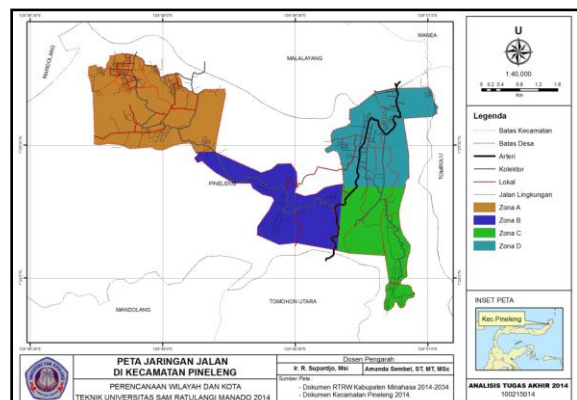 WANEA
MANDOLANG
MALALAYANG
TOMBULU
PINELENG
MANDOLANG
TOMOHON UTARA
U
1:40,000
Km
Legenda
Batas Kecamatan
Batas Desa
Arteri
Kolektor
Lokal
Jalan Lingkungan
Zona A
Zona B
Zona C
Zona D
INSET PETA
Kec.Pineleng
ANALISIS TUGAS AKHIR 2014
100215014
PETA JARINGAN JALAN
DI KECAMATAN PINELENG
PERENCANAAN WILAYAH DAN KOTA
TEKNIK UNIVERSITAS SAM RATULANGI MANADO 2014
Dosen Pengarah
Ir. R. Supardjo, Msi
Amanda Sembel, ST, MT, MSc
Sumber Peta :
- Dokumen RTRW Kabupaten Minahasa 2014-2034.
- Dokumen Kecamatan Pineleng 2014.